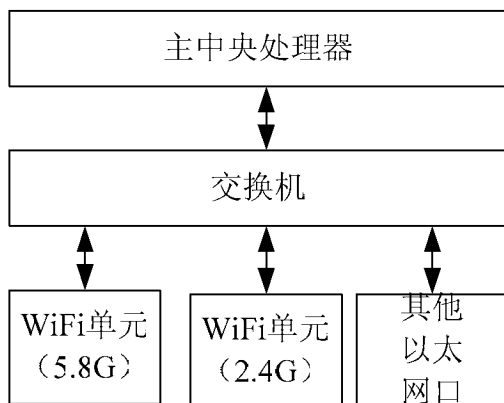 主中央处理器
交换机
WiFi单元
（5.8G）
WiFi单元
（2.4G）
其他
以太
网口